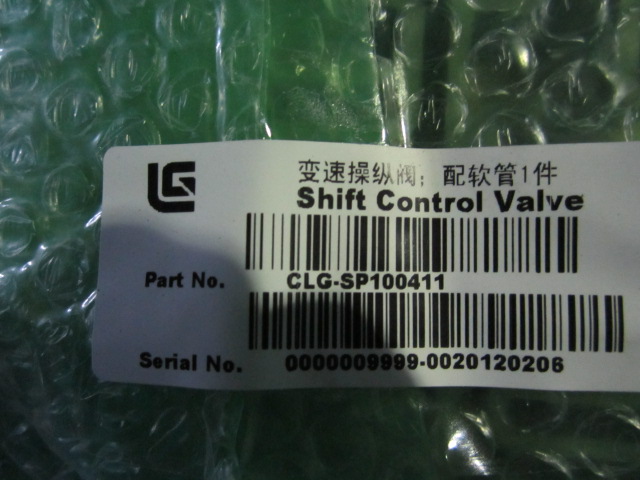 LG
变速操纵阀；配软管1件
Shift Control Valve
Part No. CLG-SP100411
Serial No. 0000009999-0020120206